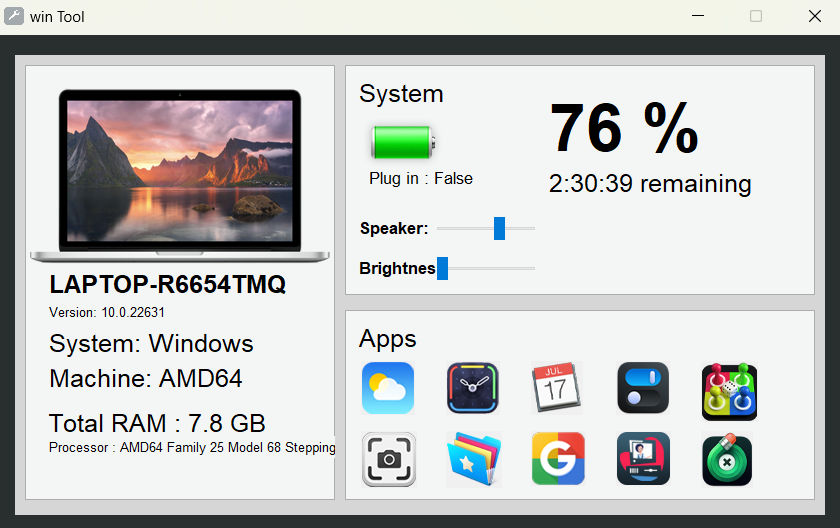 win Tool
LAPTOP-R6654TMQ
Version: 10.0.22631
System: Windows
Machine: AMD64
Total RAM : 7.8 GB
Processor : AMD64 Family 25 Model 68 Stepping
System
76 %
Plug in : False
2:30:39 remaining
Speaker:
Brightnes
Apps
JUL
17